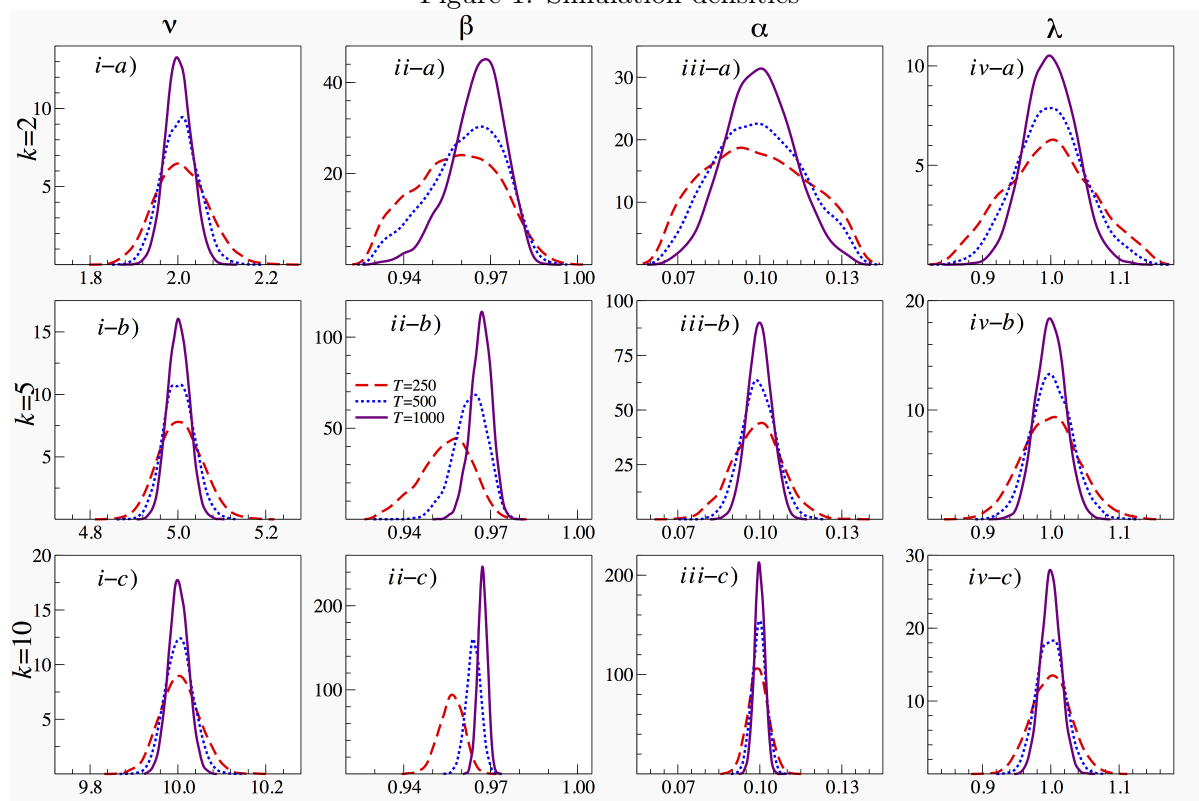 Figure 1: Simulation densities
ν β α λ
k=2
i–a) ii–a) iii–a) iv–a)
10
5
1.8 2.0 2.2
40
20
0.94 0.97 1.00
30
20
10
0.07 0.10 0.13
10
5
0.9 1.0 1.1
k=5
i–b) ii–b) iii–b) iv–b)
15
10
5
4.8 5.0 5.2
100
50
T=250
T=500
T=1000
0.94 0.97 1.00
100
75
50
25
0.07 0.10 0.13
20
10
0.9 1.0 1.1
k=10
i–c) ii–c) iii–c) iv–c)
20
15
10
5
9.8 10.0 10.2
200
100
0.94 0.97 1.00
200
100
0.07 0.10 0.13
30
20
10
0.9 1.0 1.1